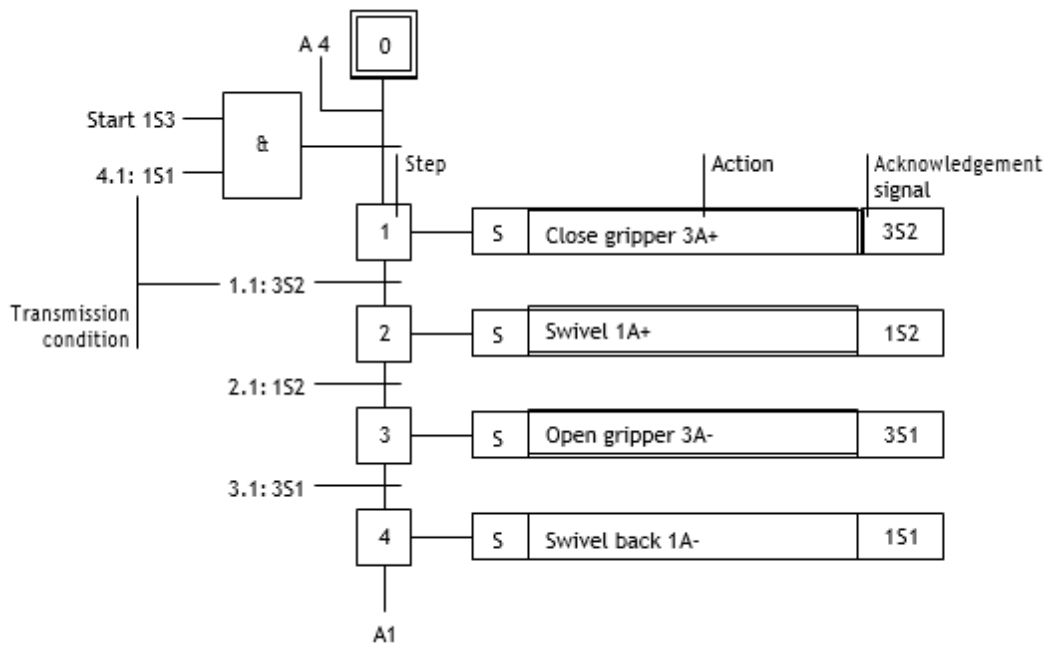 A 4
0
Start 1S3
&
4.1: 1S1
Step
Action
Acknowledgement
signal
1
S
Close gripper 3A+
3S2
1.1: 3S2
Transmission
condition
2
S
Swivel 1A+
1S2
2.1: 1S2
3
S
Open gripper 3A-
3S1
3.1: 3S1
4
S
Swivel back 1A-
1S1
A1